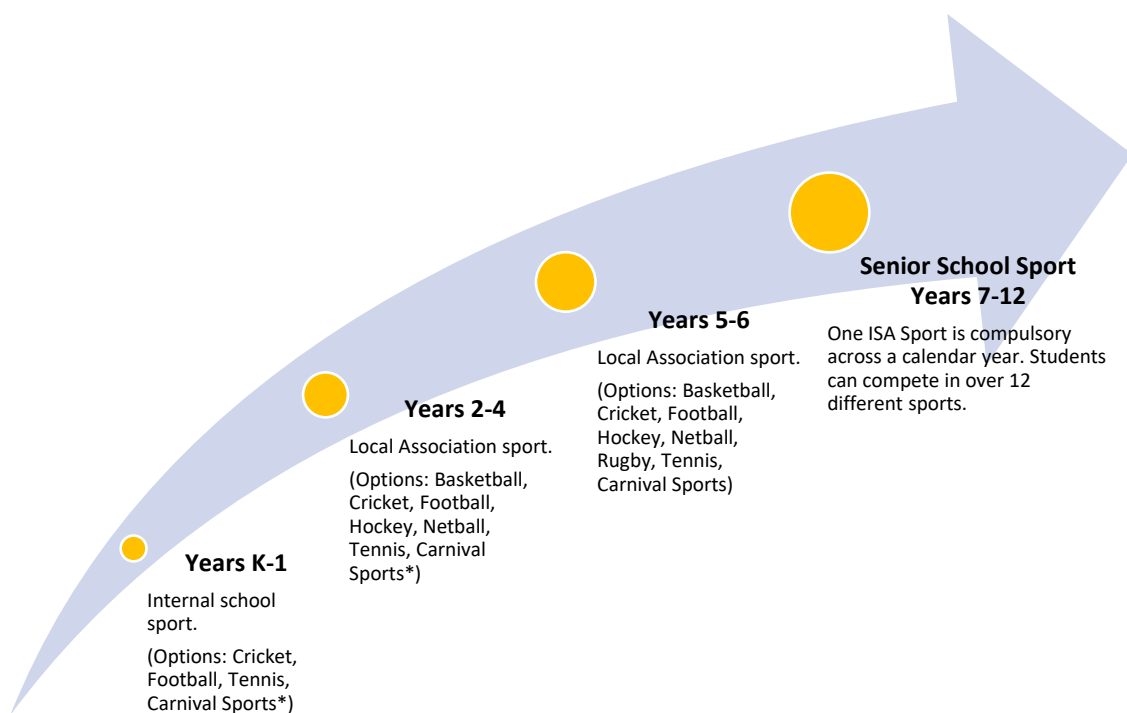 Years K-1
Internal school
sport.
(Options: Cricket,
Football, Tennis,
Carnival Sports*)
Years 2-4
Local Association sport.
(Options: Basketball,
Cricket, Football,
Hockey, Netball,
Tennis, Carnival
Sports*)
Years 5-6
Local Association sport.
(Options: Basketball,
Cricket, Football,
Hockey, Netball,
Rugby, Tennis,
Carnival Sports)
Senior School Sport
Years 7-12
One ISA Sport is compulsory
across a calendar year. Students
can compete in over 12
different sports.